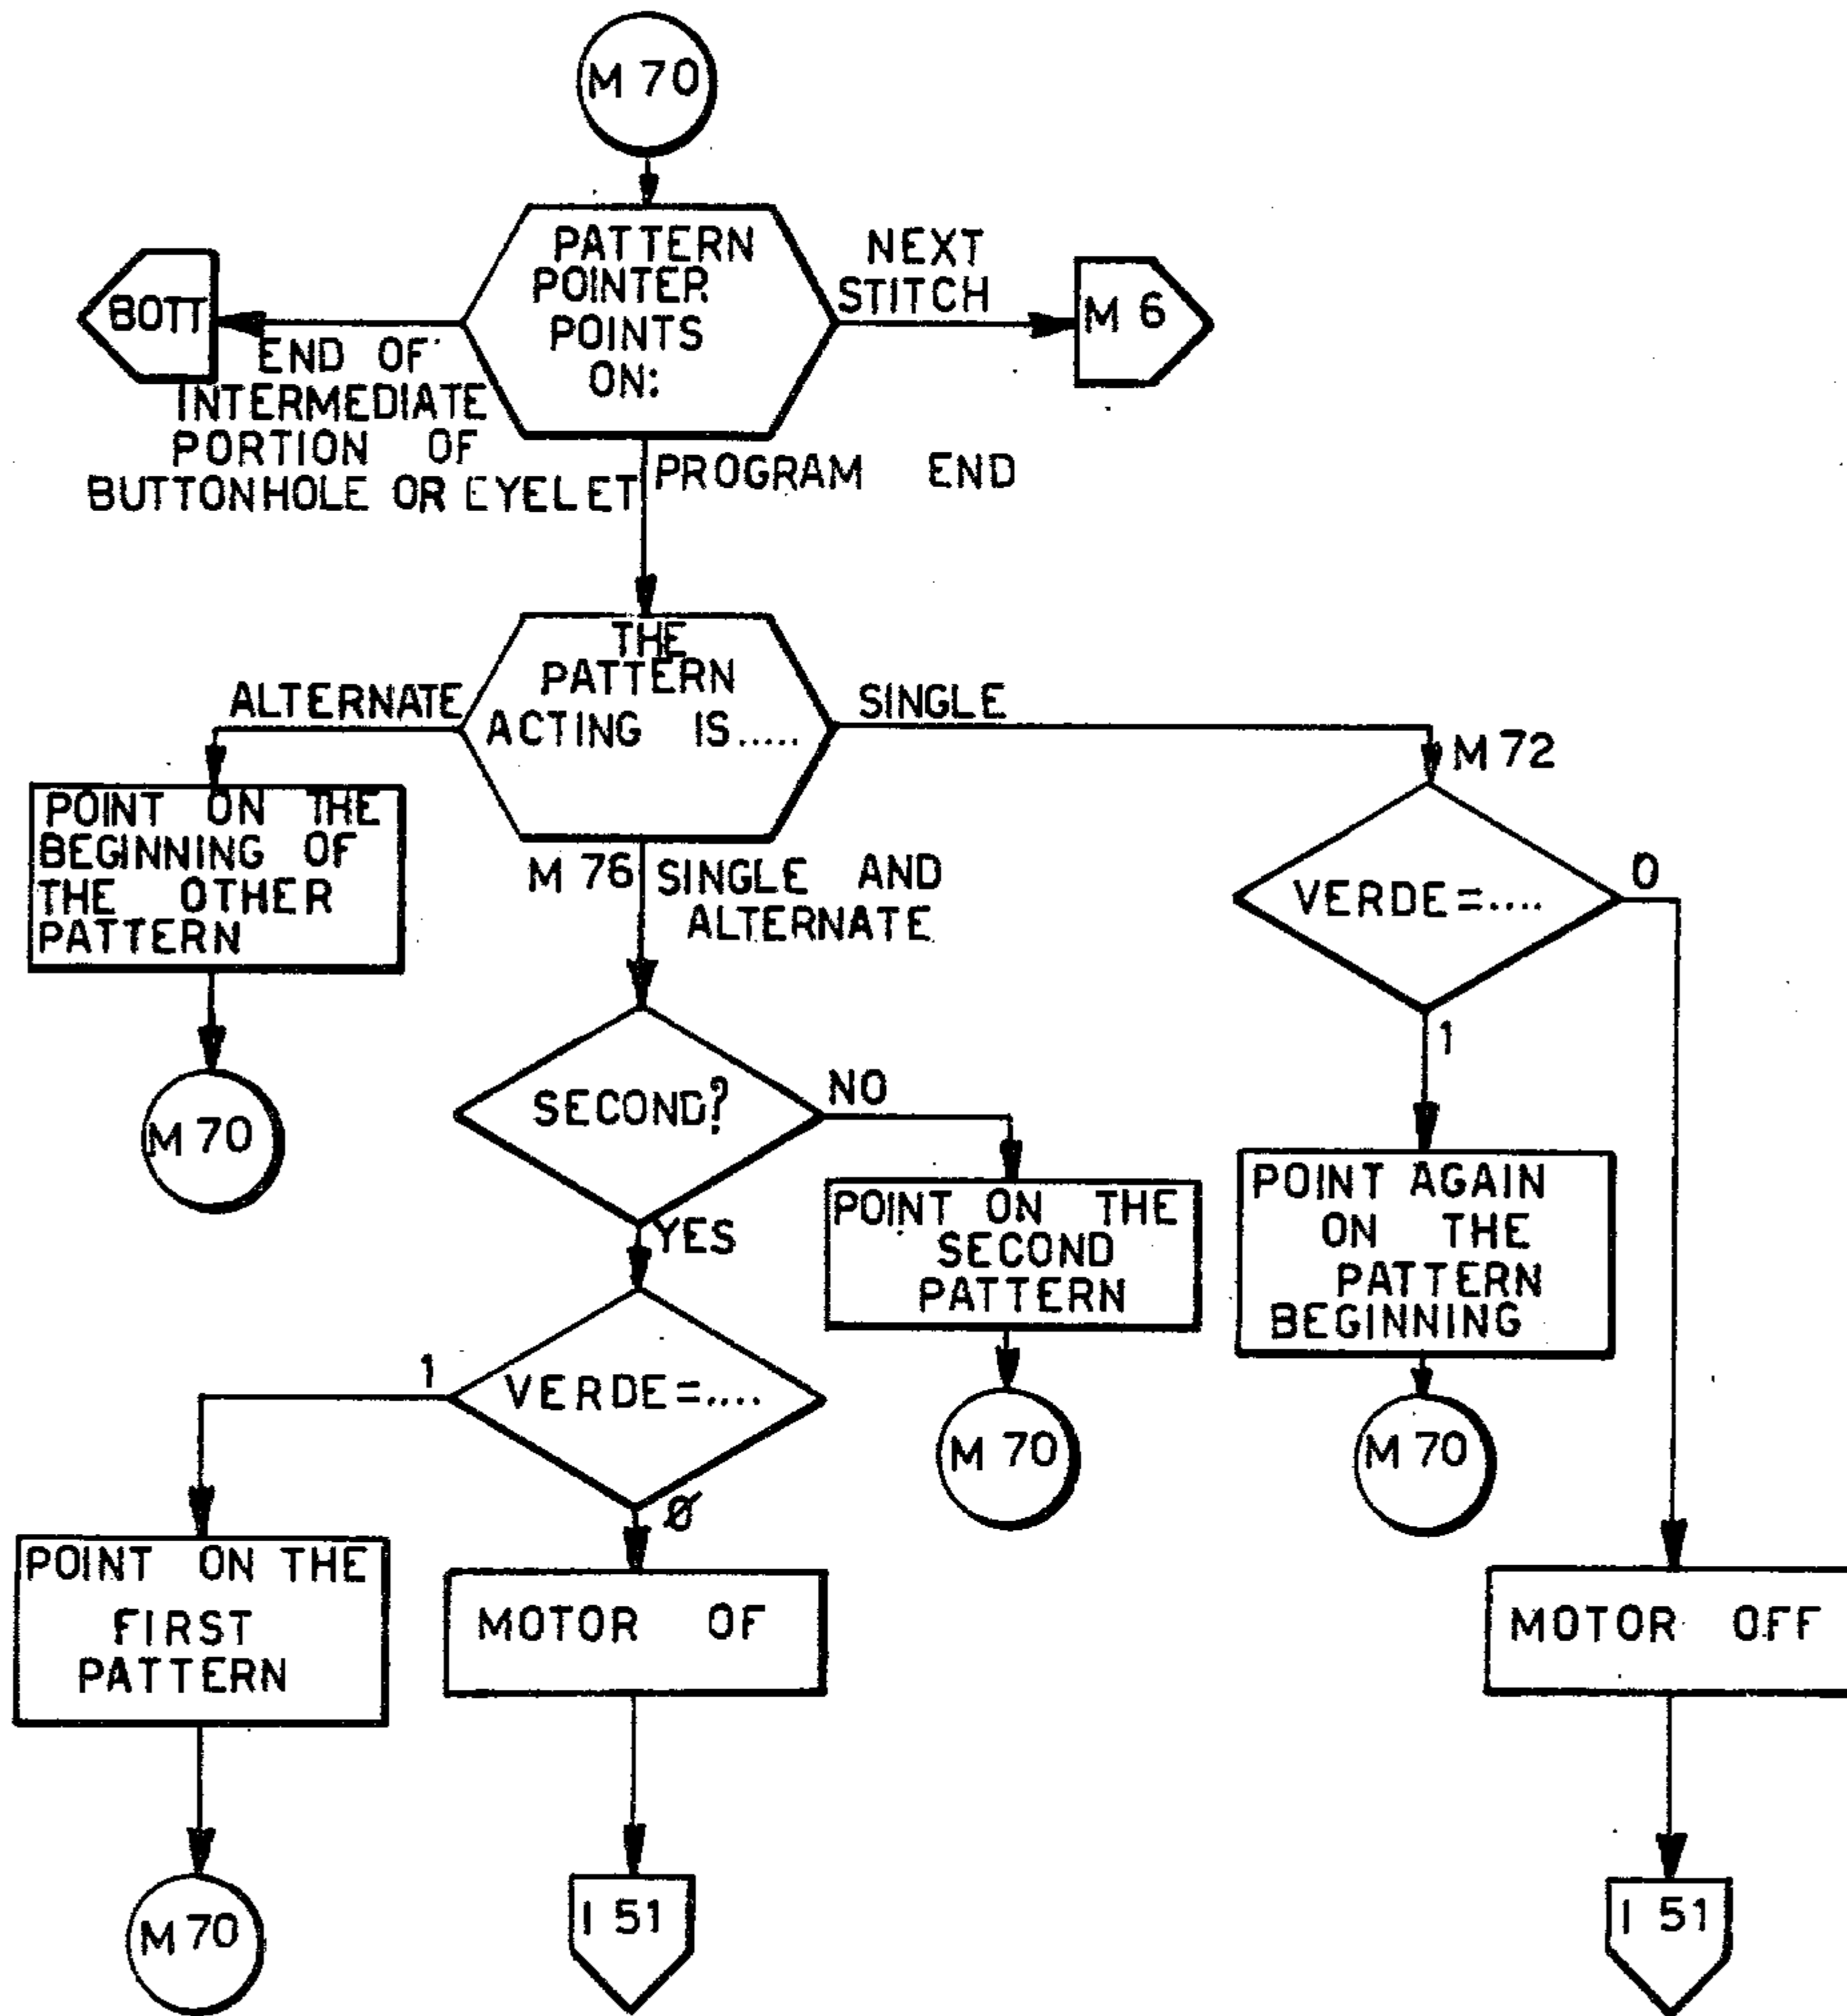 M 70
PATTERN
POINTER
POINTS
ON:
NEXT
STITCH
M 6
BOTT
END OF
INTERMEDIATE
PORTION OF
BUTTONHOLE OR EYELET
PROGRAM END
THE
PATTERN
ACTING IS.....
ALTERNATE
SINGLE
M 72
POINT ON THE
BEGINNING OF
THE OTHER
PATTERN
M 76
SINGLE AND
ALTERNATE
VERDE=....
0
1
M 70
SECOND?
NO
YES
POINT ON THE
SECOND
PATTERN
POINT AGAIN
ON THE
PATTERN
BEGINNING
1
VERDE=....
Ø
M 70
M 70
POINT ON THE
FIRST
PATTERN
MOTOR OF
MOTOR OFF
M 70
I 51
I 51